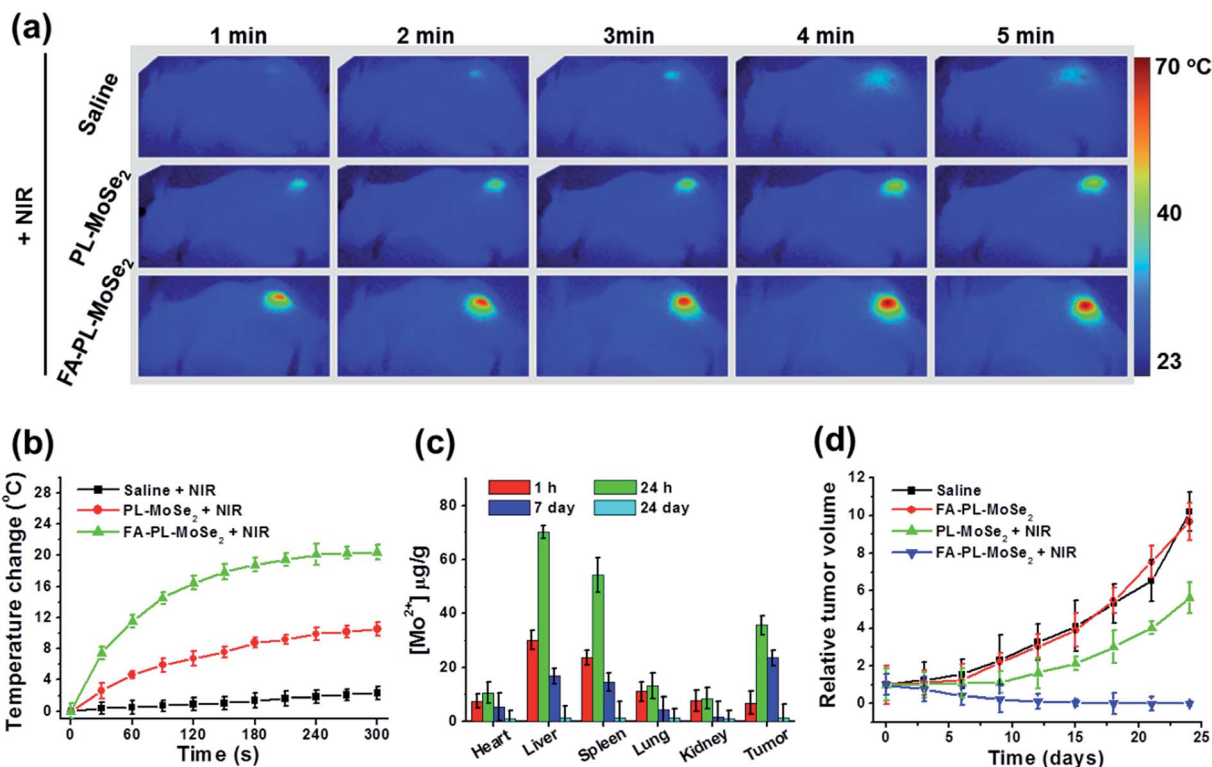 (a)
1 min 2 min 3min 4 min 5 min
+ NIR
Saline
PL-MoSe2
FA-PL-MoSe2
70 ºC
40
23
(b)
Temperature change (°C)
28
24
20
16
12
8
4
0
Saline + NIR
PL-MoSe2 + NIR
FA-PL-MoSe2 + NIR
0 60 120 180 240 300
Time (s)
(c)
[Mo2+] μg/g
80
60
40
20
0
1 h 24 h
7 day 24 day
Heart Liver Spleen Lung Kidney Tumor
(d)
Relative tumor volume
12
10
8
6
4
2
0
Saline
FA-PL-MoSe2
PL-MoSe2 + NIR
FA-PL-MoSe2 + NIR
0 5 10 15 20 25
Time (days)